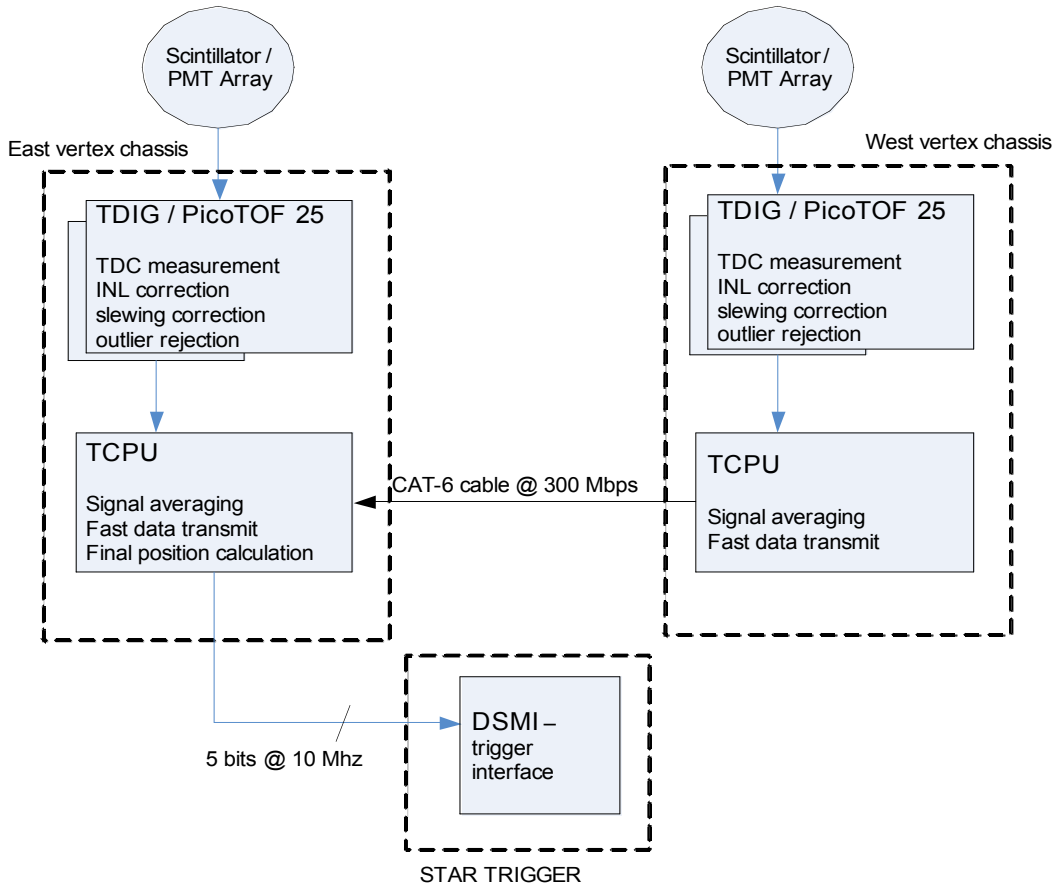 Scintillator /
PMT Array
Scintillator /
PMT Array
East vertex chassis
West vertex chassis
TDIG / PicoTOF 25
TDC measurement
INL correction
slewing correction
outlier rejection
TDIG / PicoTOF 25
TDC measurement
INL correction
slewing correction
outlier rejection
TCPU
Signal averaging
Fast data transmit
Final position calculation
CAT-6 cable @ 300 Mbps
TCPU
Signal averaging
Fast data transmit
5 bits @ 10 Mhz
DSMI –
trigger
interface
STAR TRIGGER